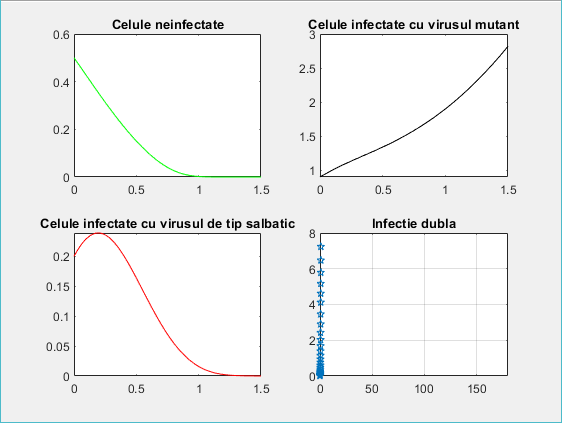 Celule neinfectate
0.6
0.4
0.2
0
0 0.5 1 1.5
Celule infectate cu virusul mutant
3
2.5
2
1.5
1
0 0.5 1 1.5
Celule infectate cu virusul de tip salbatic
0.2
0.15
0.1
0.05
0
0 0.5 1 1.5
Infectie dubla
8
6
4
2
0
0 50 100 150